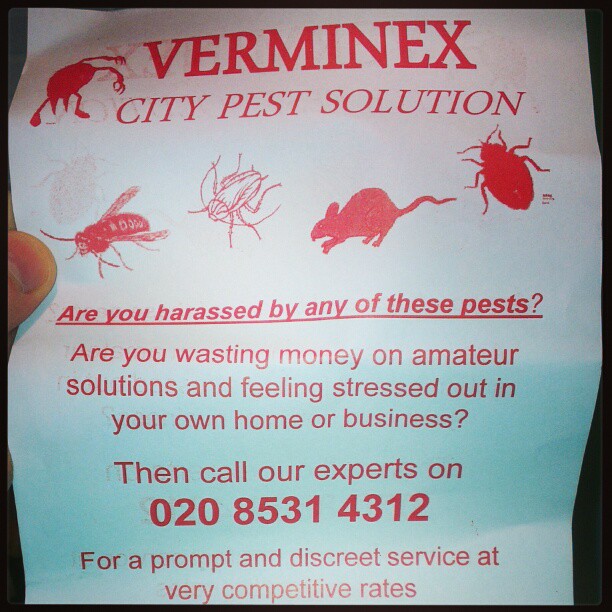 VERMINEX
CITY PEST SOLUTION
Are you harassed by any of these pests?
Are you wasting money on amateur
solutions and feeling stressed out in
your own home or business?
Then call our experts on
020 8531 4312
For a prompt and discreet service at
very competitive rates